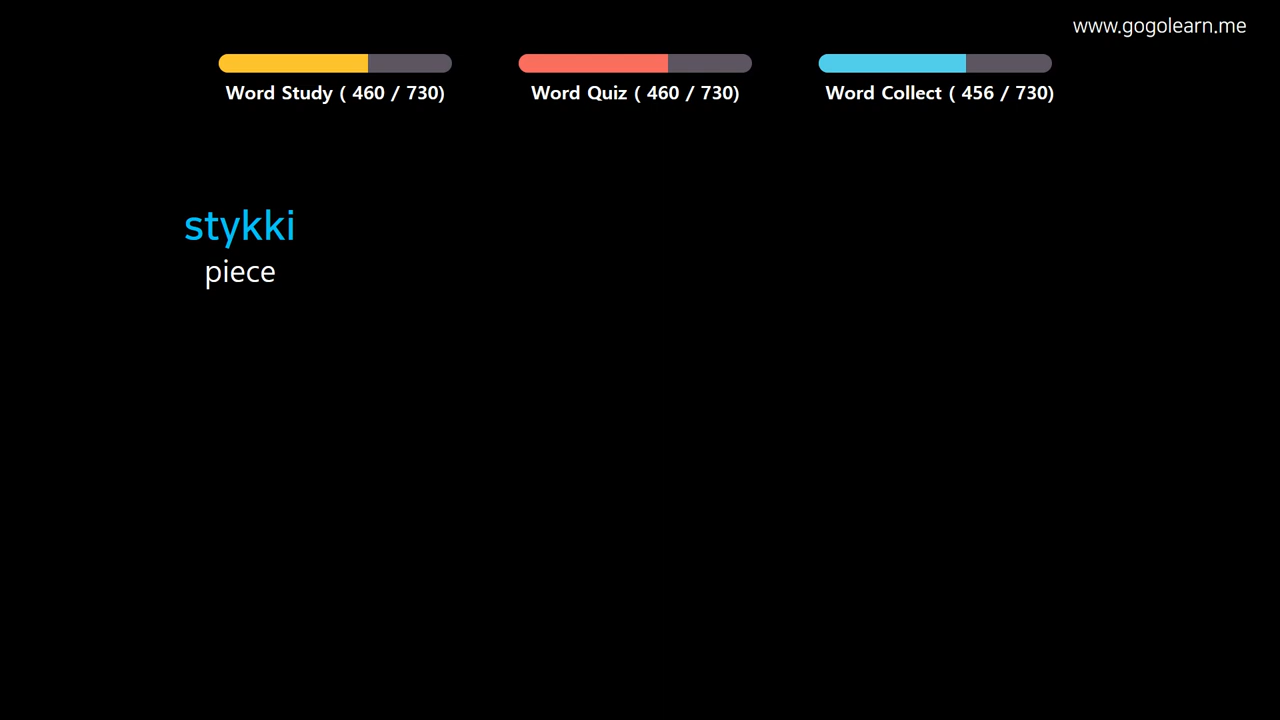 www.gogolearn.me
Word Study ( 460 / 730)
Word Quiz ( 460 / 730)
Word Collect ( 456 / 730)
stykki
piece